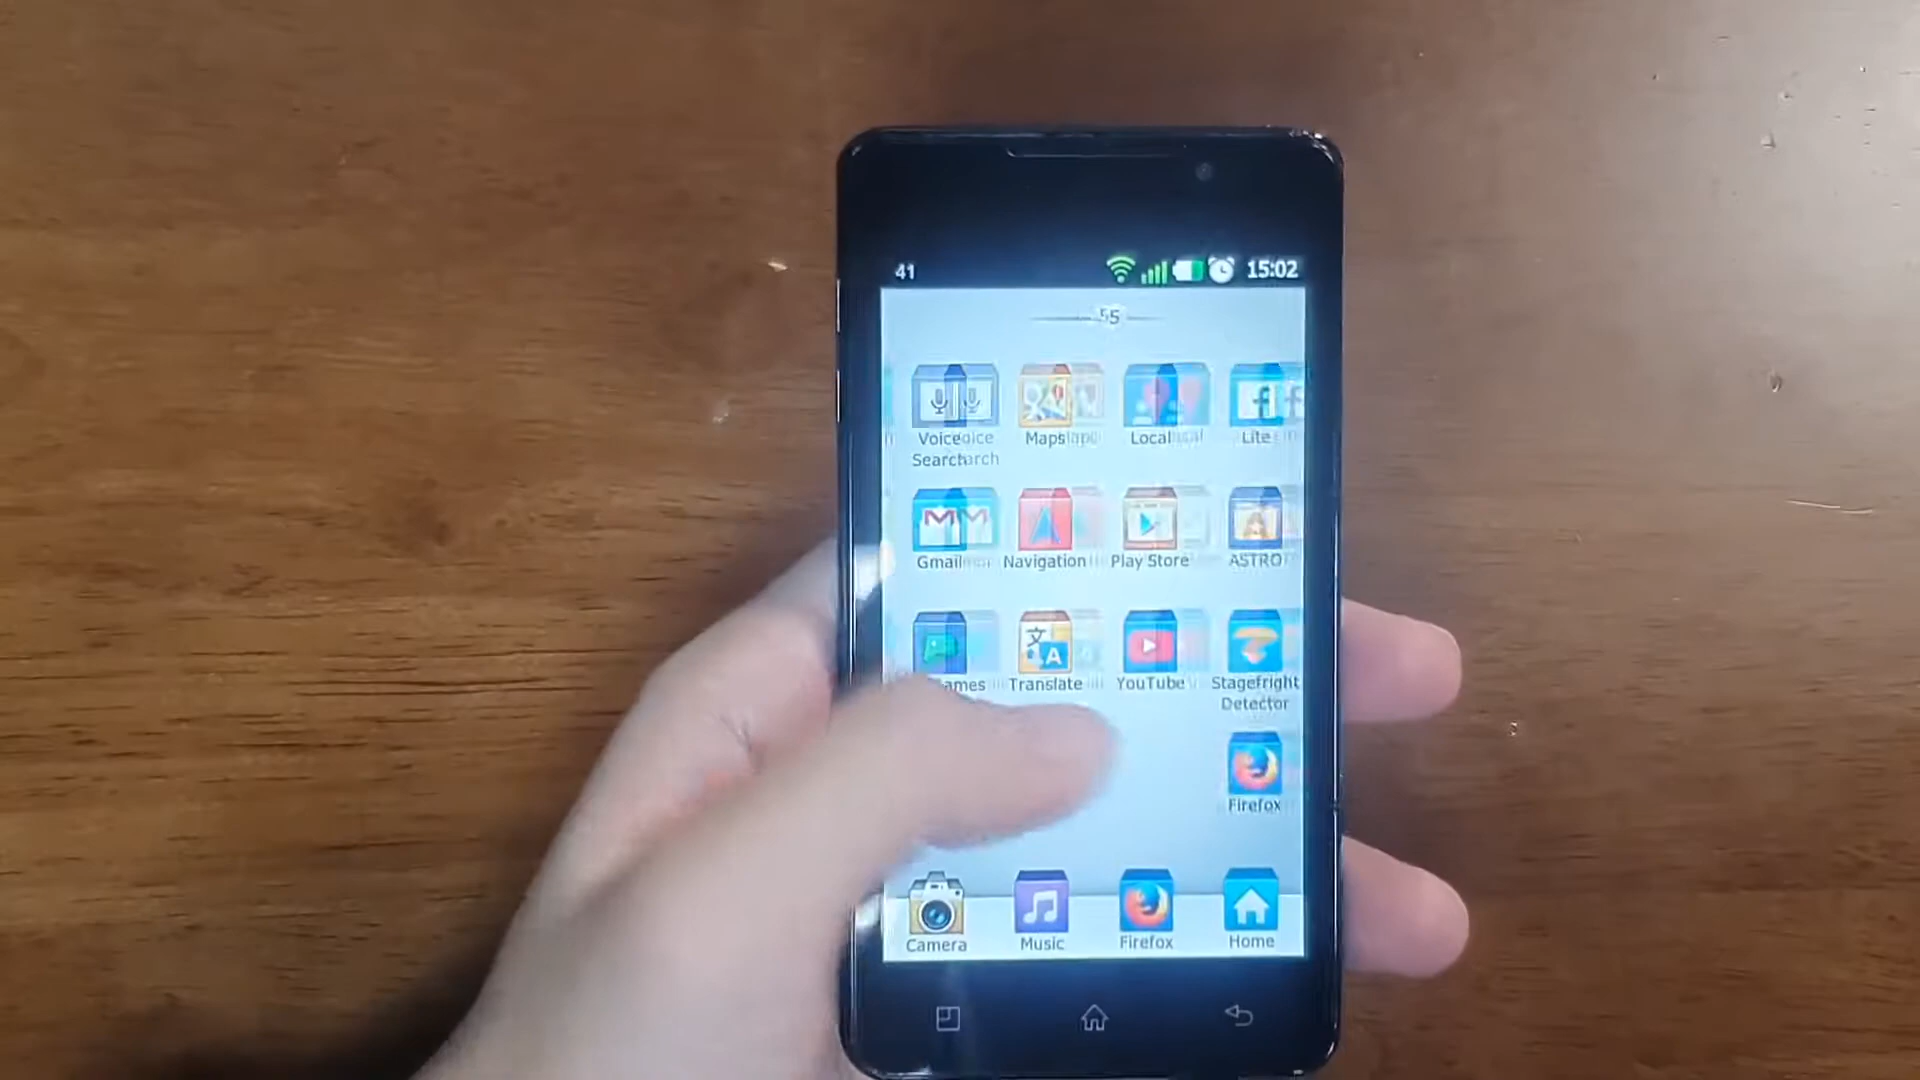 41 15:02
5
Voice Search Maps Local Lite
Gmail Navigation Play Store ASTRO
Translate YouTube Stagefright Detector
Firefox
Camera Music Firefox Home